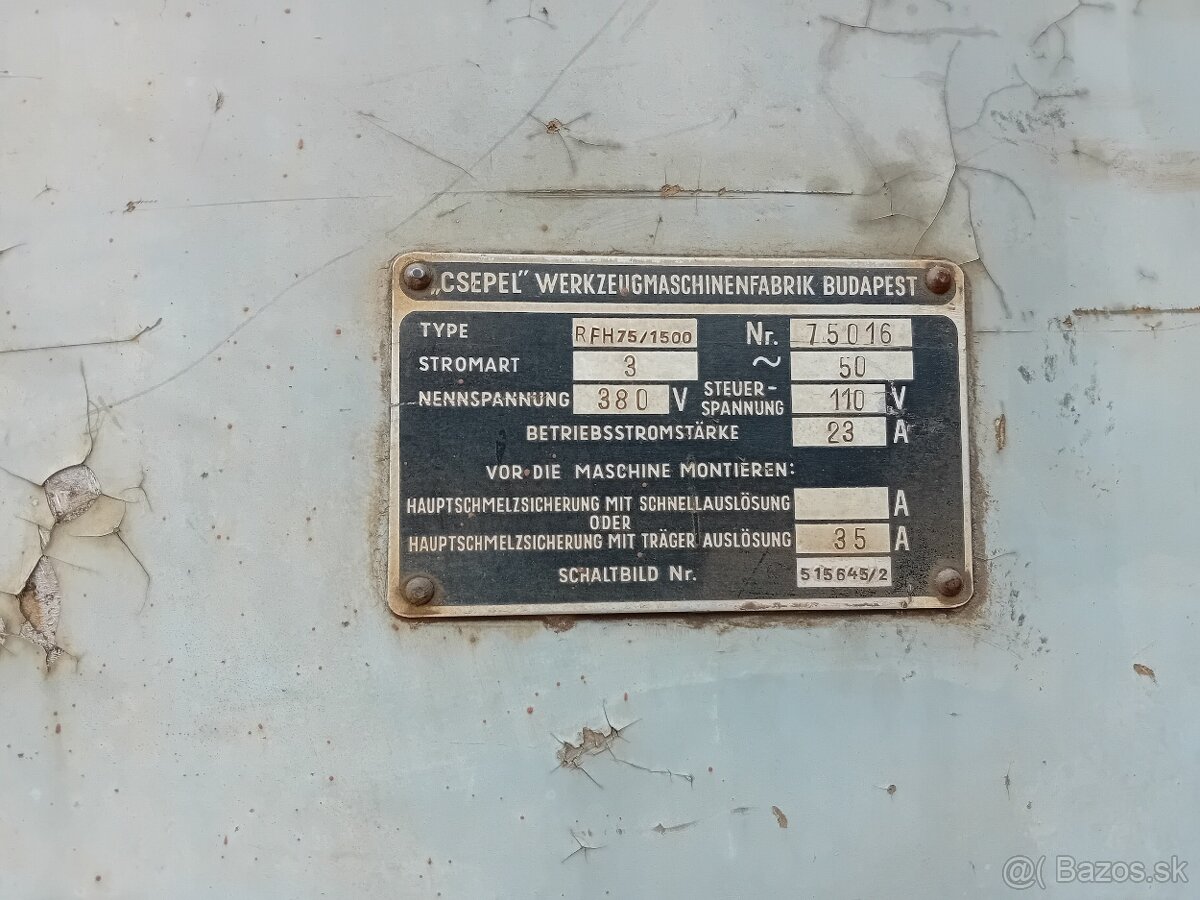 „CSEPEL" WERKZEUGMASCHINENFABRIK BUDAPEST
TYPE RFH75/1500 Nr. 75016
STROMART 3 ~ 50
NENNSPANNUNG 380 V STEUER-SPANNUNG 110 V
BETRIEBSSTROMSTÄRKE 23 A
VOR DIE MASCHINE MONTIEREN:
HAUPTSCHMELZSICHERUNG MIT SCHNELLAUSLÖSUNG A
ODER
HAUPTSCHMELZSICHERUNG MIT TRÄGER AUSLÖSUNG 35 A
SCHALTBILD Nr. 515645/2
@( Bazos.sk